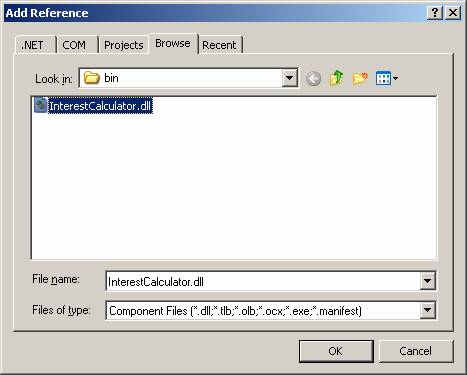 Add Reference
.NET COM Projects Browse Recent
Look in: bin
InterestCalculator.dll
File name: InterestCalculator.dll
Files of type: Component Files (*.dll;*.tlb;*.olb;*.ocx;*.exe;*.manifest)
OK Cancel